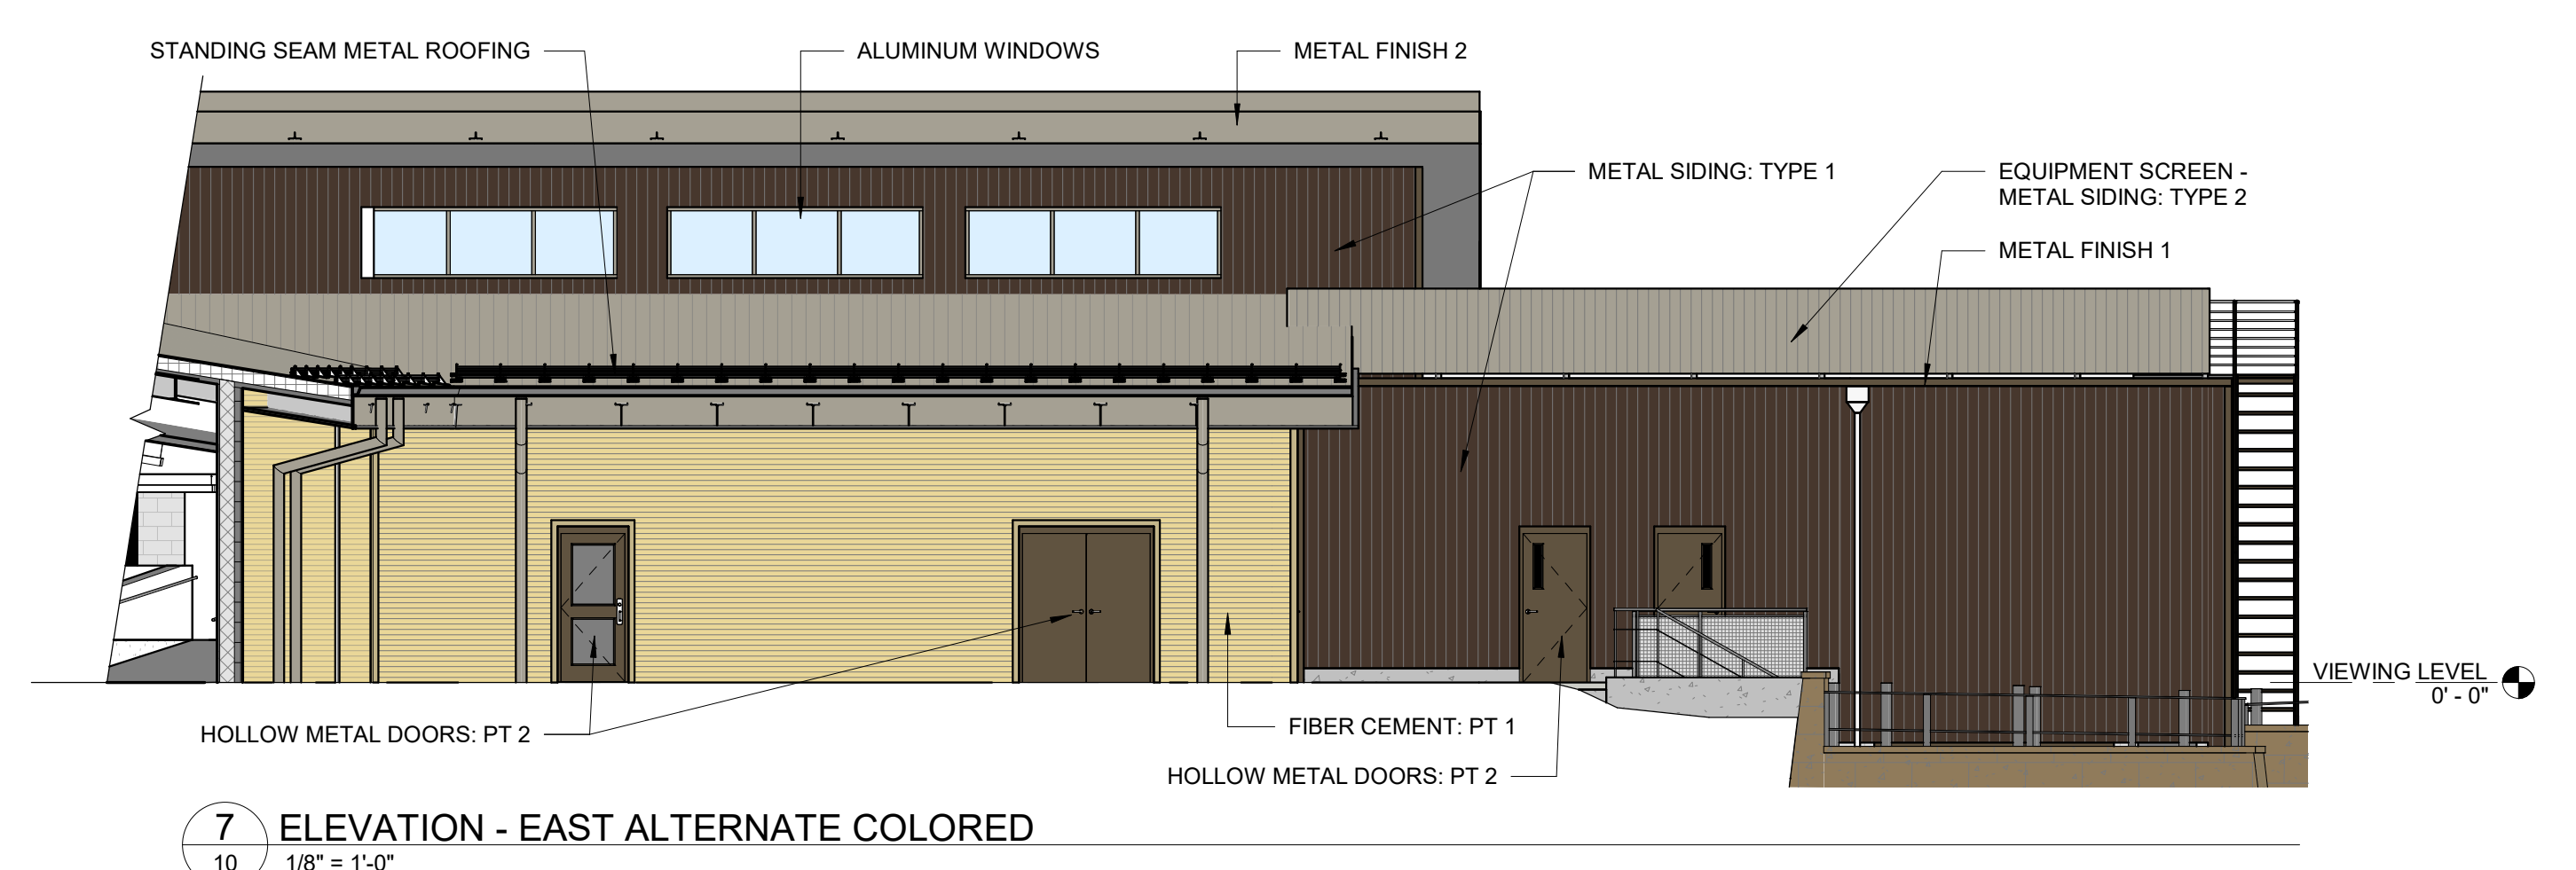 STANDING SEAM METAL ROOFING
ALUMINUM WINDOWS
METAL FINISH 2
METAL SIDING: TYPE 1
EQUIPMENT SCREEN -
METAL SIDING: TYPE 2
METAL FINISH 1
VIEWING LEVEL
0' - 0"
HOLLOW METAL DOORS: PT 2
FIBER CEMENT: PT 1
HOLLOW METAL DOORS: PT 2
7
10
ELEVATION - EAST ALTERNATE COLORED
1/8" = 1'-0"